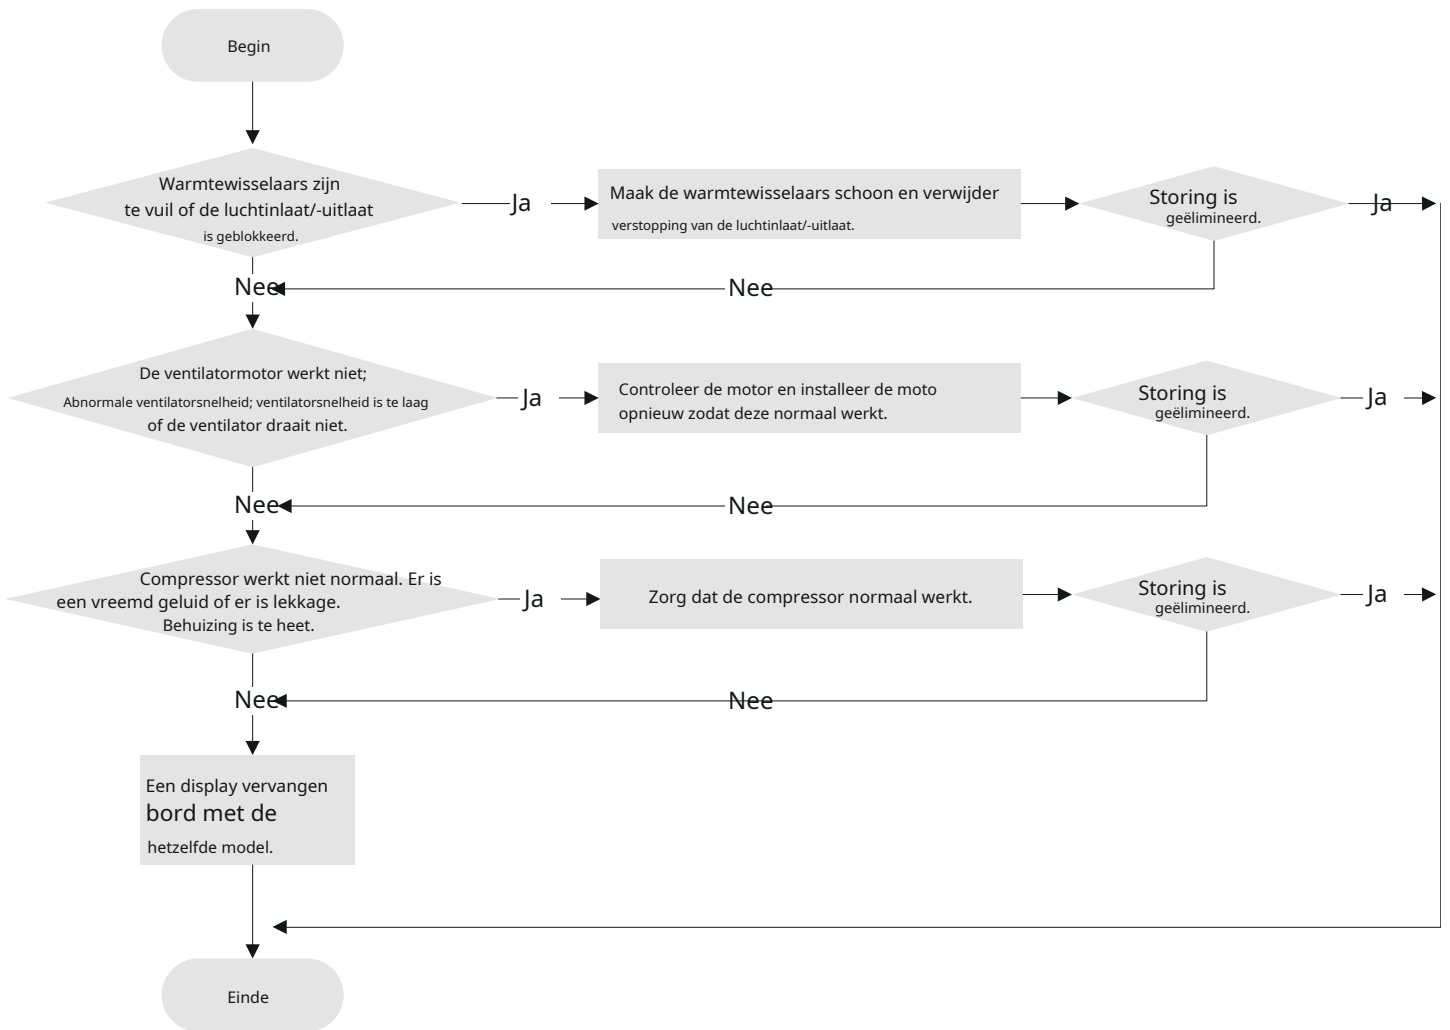 Begin
Warmtewisselaars zijn
te vuil of de luchtinlaat/-uitlaat
is geblokkeerd.
Ja
Maak de warmtewisselaars schoon en verwijder
verstopping van de luchtinlaat/-uitlaat.
Storing is
geëlimineerd.
Ja
Nee
Nee
De ventilatormotor werkt niet;
Abnormale ventilatorsnelheid; ventilatorsnelheid is te laag
of de ventilator draait niet.
Ja
Controleer de motor en installeer de moto
opnieuw zodat deze normaal werkt.
Storing is
geëlimineerd.
Ja
Nee
Nee
Compressor werkt niet normaal. Er is
een vreemd geluid of er is lekkage.
Behuizing is te heet.
Ja
Zorg dat de compressor normaal werkt.
Storing is
geëlimineerd.
Ja
Nee
Nee
Een display vervangen
bord met de
hetzelfde model.
Einde